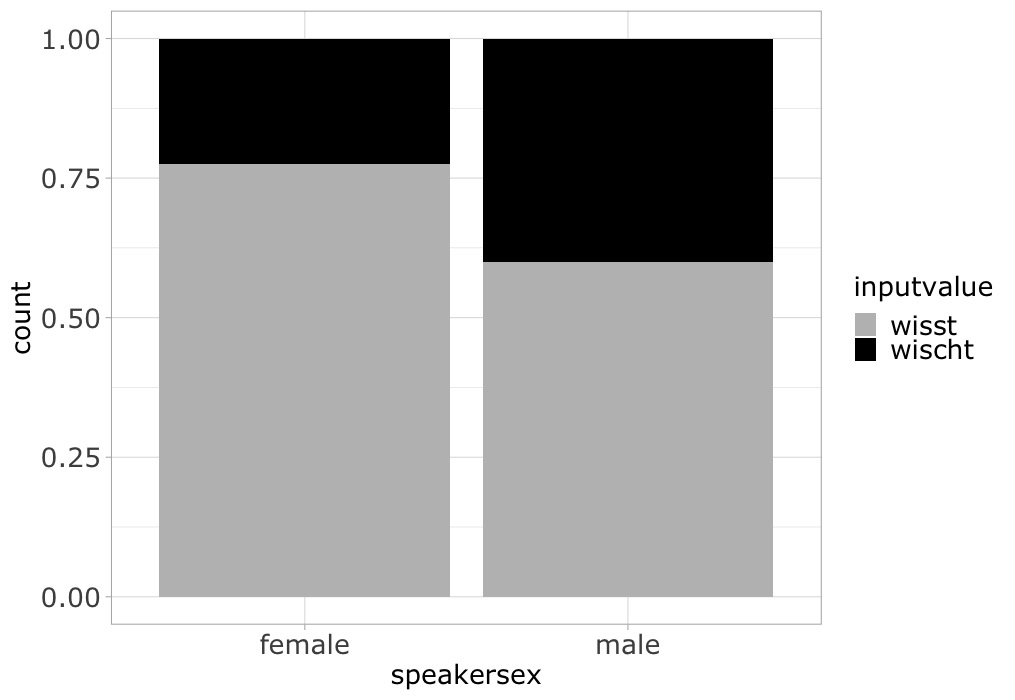 1.00
0.75
0.50
0.25
0.00
count
female
male
speakersex
inputvalue
wisst
wischt